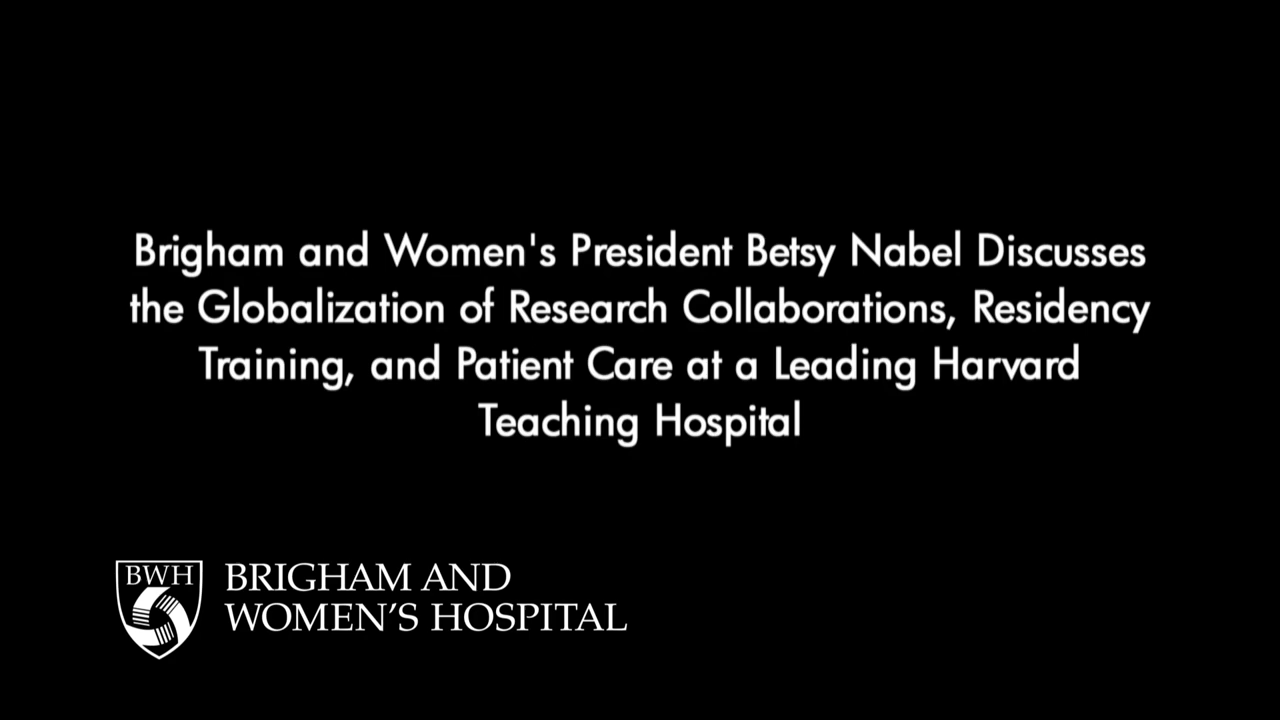 Brigham and Women's President Betsy Nabel Discusses
the Globalization of Research Collaborations, Residency
Training, and Patient Care at a Leading Harvard
Teaching Hospital
BWH
BRIGHAM AND
WOMEN’S HOSPITAL